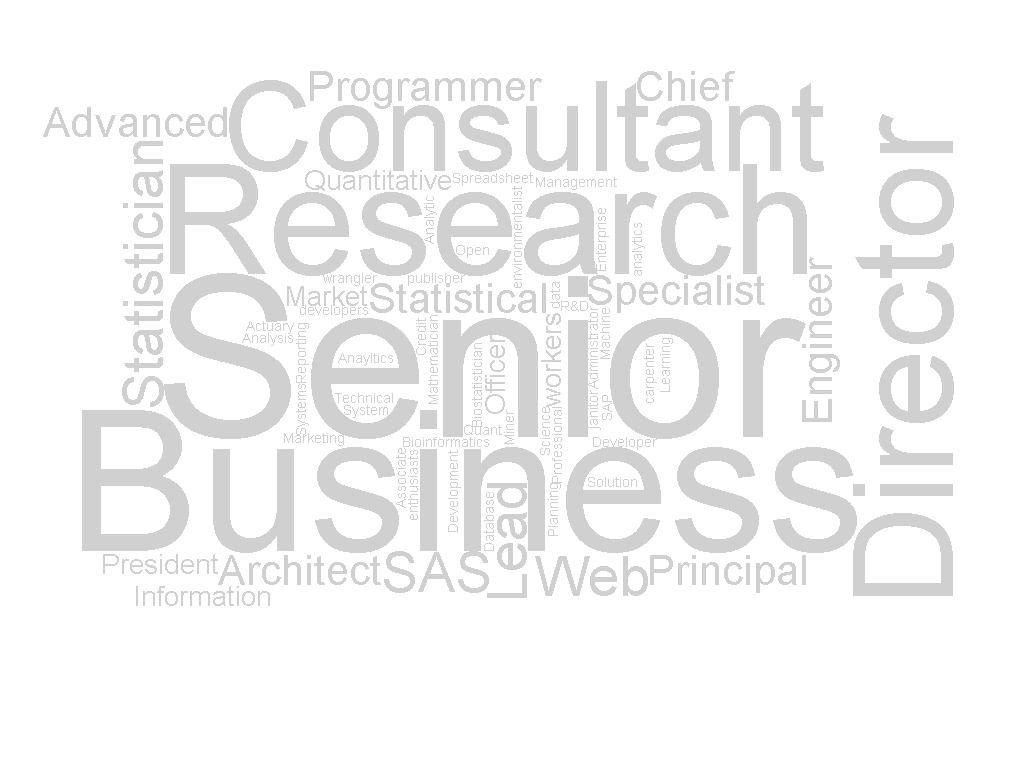 Programmer
Chief
Advanced
Consultant
Statistician
Quantitative
Spreadsheet
Management
Research
Analytic
environmentalist
Enterprise
analytics
Open
Director
wrangler
publisher
Market
Statistical
Specialist
developers
R&D
data
Actuary
Analysis
Senior
Credit
Mathematician
Administrator
Machine
Engineer
Reporting
Systems
Anayltics
Biostatistician
Officer
workers
janitor
SAP
carpenter
Learning
Technical
System
Miner
Science
Professional
Marketing
Quant
Bioinformatics
Developer
Business
Associate
enthusiasts
Development
Database
Lead
Planning
Solution
President
Architect
SAS
Web
Principal
Information